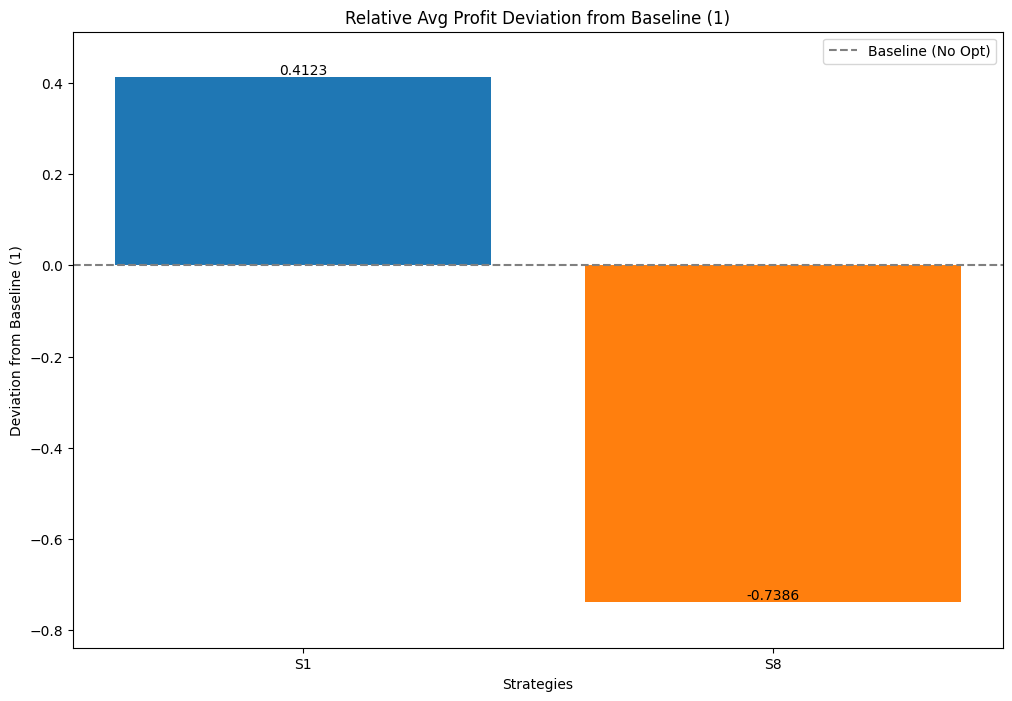 Relative Avg Profit Deviation from Baseline (1)
Baseline (No Opt)
0.4123
-0.7386
0.4
0.2
0.0
−0.2
−0.4
−0.6
−0.8
Deviation from Baseline (1)
S1
S8
Strategies